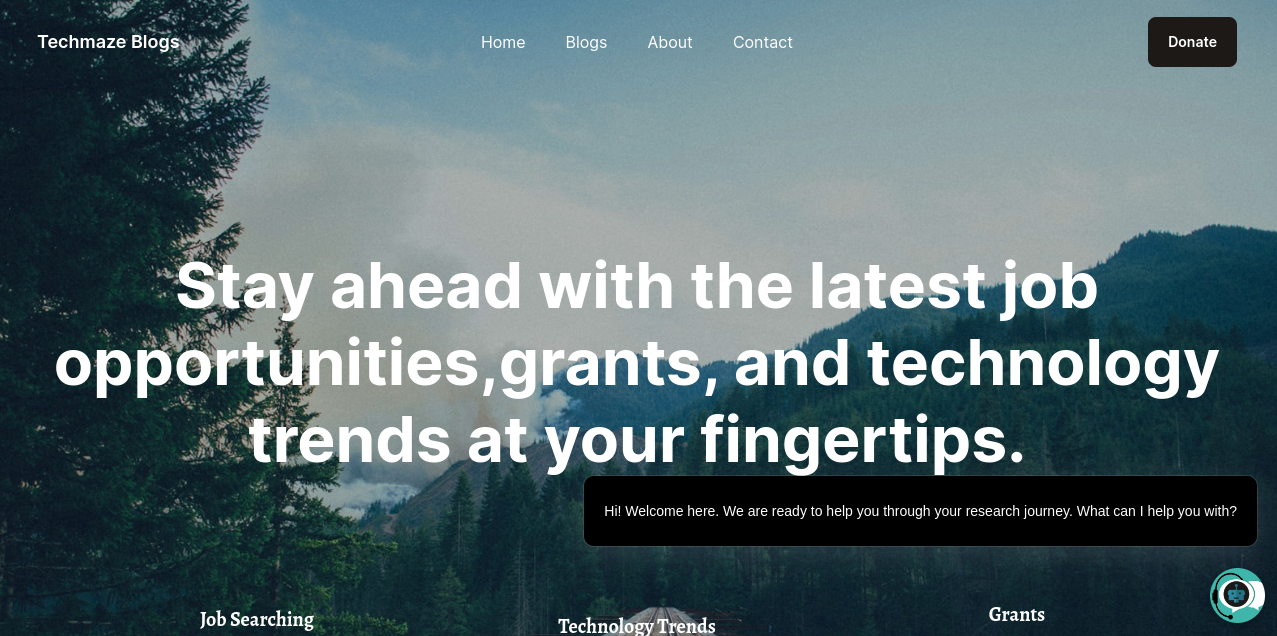 Techmaze Blogs
Home
Blogs
About
Contact
Donate
Stay ahead with the latest job
opportunities,grants, and technology
trends at your fingertips.
Hi! Welcome here. We are ready to help you through your research journey. What can I help you with?
Job Searching
Technology Trends
Grants